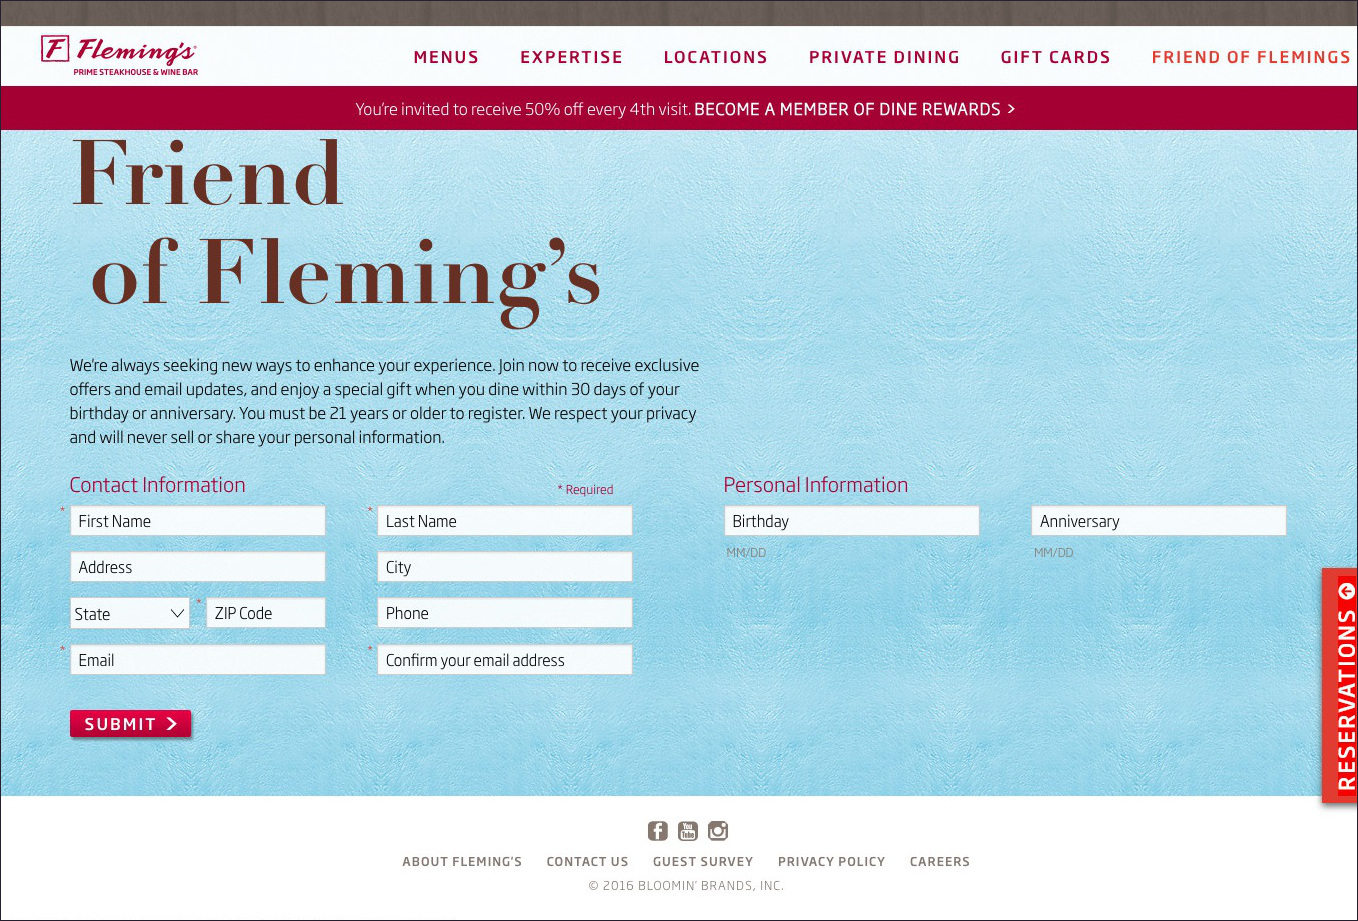 Fleming's
PRIME STEAKHOUSE & WINE BAR
MENUS EXPERTISE LOCATIONS PRIVATE DINING GIFT CARDS FRIEND OF FLEMINGS
You're invited to receive 50% off every 4th visit. BECOME A MEMBER OF DINE REWARDS >
Friend
of Fleming's
We're always seeking new ways to enhance your experience. Join now to receive exclusive
offers and email updates, and enjoy a special gift when you dine within 30 days of your
birthday or anniversary. You must be 21 years or older to register. We respect your privacy
and will never sell or share your personal information.
Contact Information
* Required
* First Name
* Last Name
Address
City
State
* ZIP Code
Phone
* Email
* Confirm your email address
SUBMIT >
Personal Information
Birthday
MM/DD
Anniversary
MM/DD
RESERVATIONS
You Tube
ABOUT FLEMING'S CONTACT US GUEST SURVEY PRIVACY POLICY CAREERS
© 2016 BLOOMIN' BRANDS, INC.